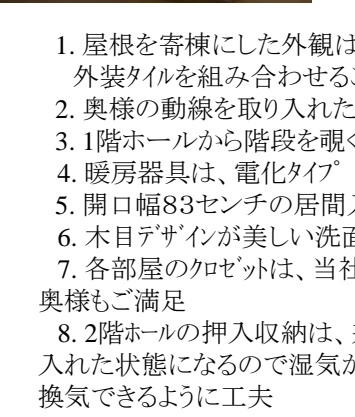 1. 屋根を寄棟にした外観は
外装ﾀｲﾙを組み合わせるこ
2. 奥様の動線を取り入れた
3. 1階ホールから階段を覗く
4. 暖房器具は、電化ﾀｲﾌﾟ
5. 開口幅83センチの居間入
6. 木目ﾃﾞｻﾞｲﾝが美しい洗面
7. 各部屋のｸﾛｾﾞｯﾄは、当社
奥様もご満足
8. 2階ﾎｰﾙの押入収納は、
入れた状態になるので湿気が
換気できるように工夫